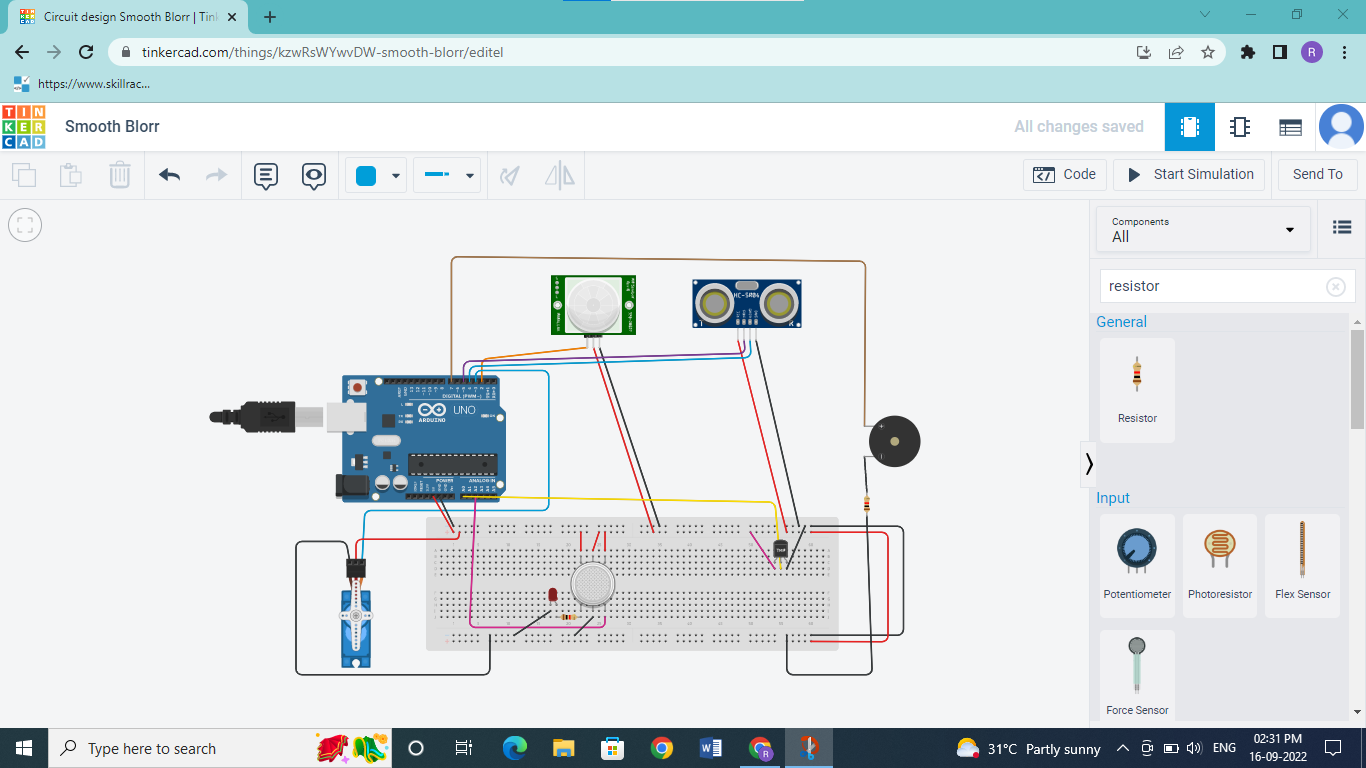 Circuit design Smooth Blorr | Tin
tinkercad.com/things/kzwRsWYwvDW-smooth-blorr/editel
R
https://www.skillrac...
TIN
KER
CAD
Smooth Blorr
All changes saved
Code
Start Simulation
Send To
Components
All
resistor
General
Resistor
Input
Potentiometer
Photoresistor
Flex Sensor
Force Sensor
HC-SR04
DIGITAL (PWM~)
UNO
ARDUINO
POWER
ANALOG IN
TMP
Type here to search
31°C Partly sunny
ENG
02:31 PM
16-09-2022